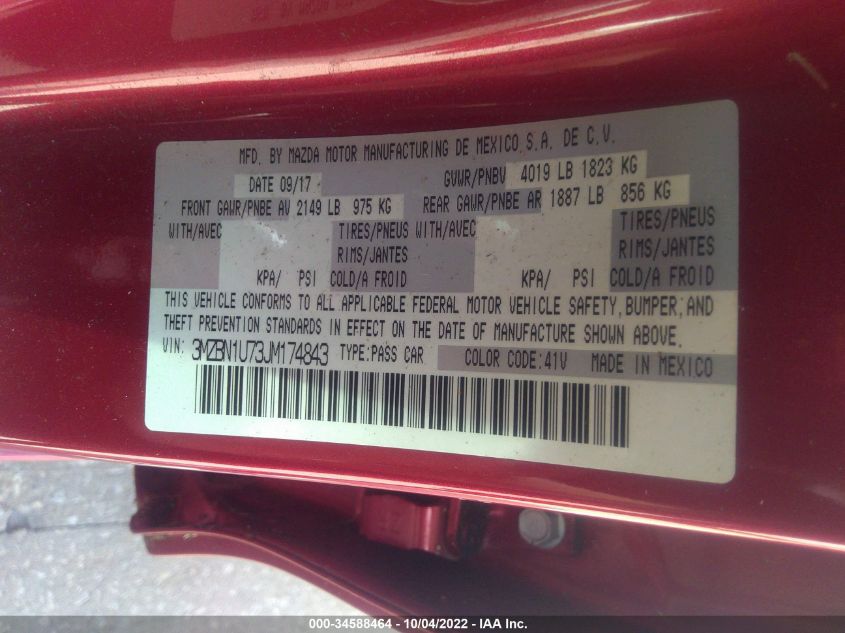 MFD. BY MAZDA MOTOR MANUFACTURING DE MEXICO S.A. DE C.V.
DATE 09/17 GVWR/PNBV 4019 LB 1823 KG
FRONT GAWR/PNBE AV 2149 LB 975 KG REAR GAWR/PNBE AR 1887 LB 856 KG
WITH/AVEC TIRES/PNEUS WITH/AVEC TIRES/PNEUS
RIMS/JANTES RIMS/JANTES
KPA/ PSI COLD/A FROID KPA/ PSI COLD/A FROID
THIS VEHICLE CONFORMS TO ALL APPLICABLE FEDERAL MOTOR VEHICLE SAFETY, BUMPER, AND
THEFT PREVENTION STANDARDS IN EFFECT ON THE DATE OF MANUFACTURE SHOWN ABOVE.
VIN: 3MZBN1U73JM174843 TYPE:PASS CAR COLOR CODE:41V MADE IN MEXICO
000-34588464 - 10/04/2022 - IAA Inc.